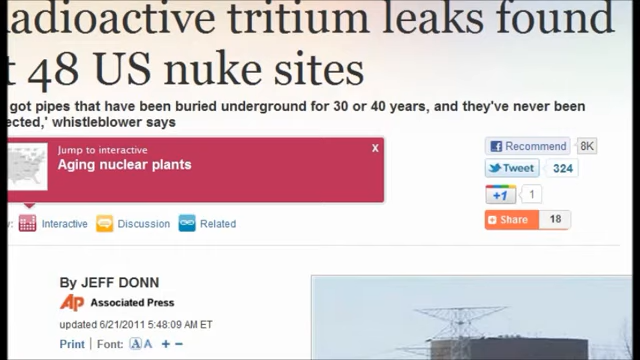 adioactive tritium leaks found
t 48 US nuke sites
got pipes that have been buried underground for 30 or 40 years, and they've never been
ected,' whistleblower says
Jump to interactive
X
Aging nuclear plants
Recommend
8K
Tweet
324
+1
1
Share
18
Interactive
Discussion
Related
By JEFF DONN
AP Associated Press
updated 6/21/2011 5:48:09 AM ET
Print | Font: A A + −